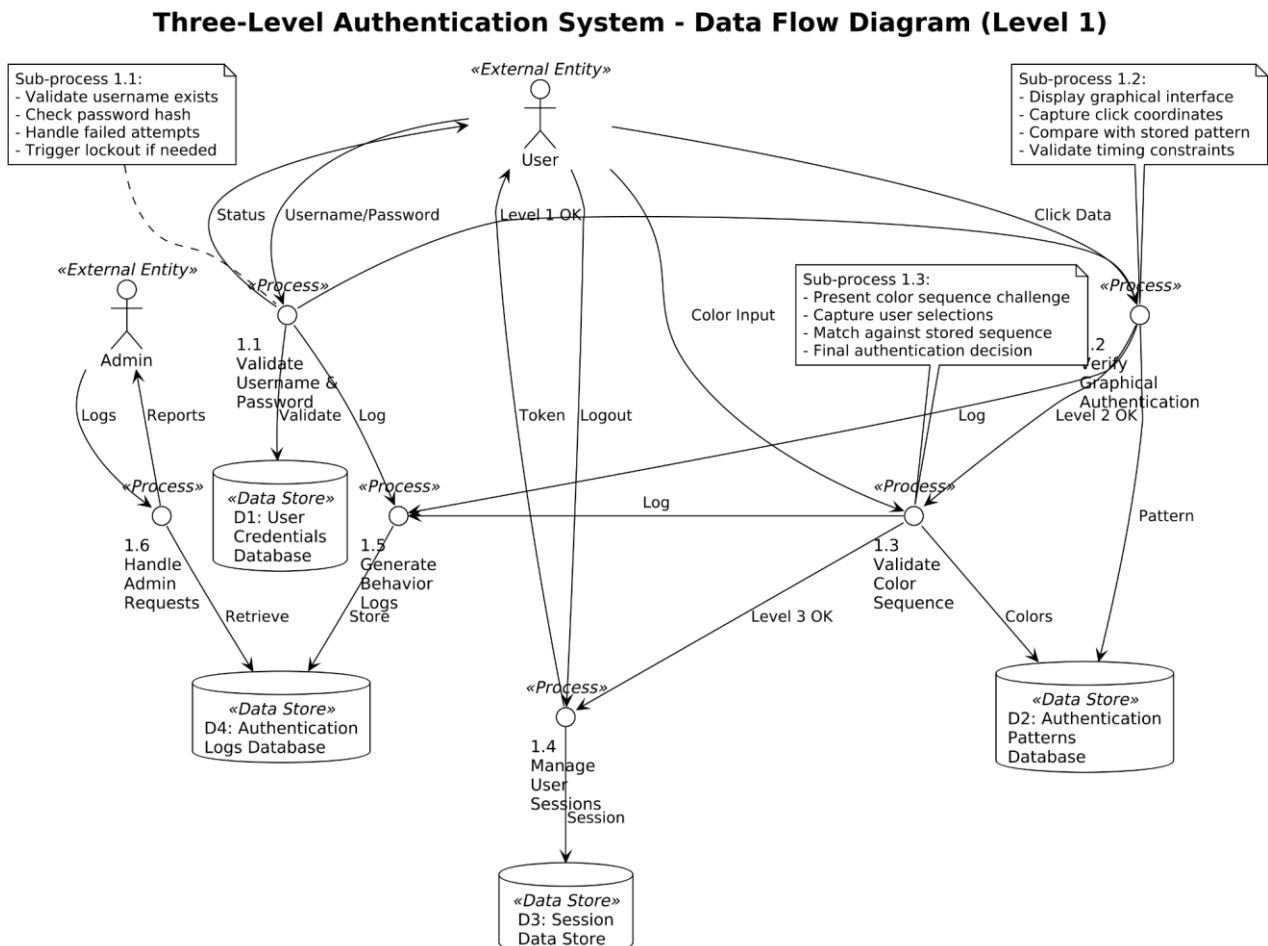 Three-Level Authentication System - Data Flow Diagram (Level 1)
Sub-process 1.1:
- Validate username exists
- Check password hash
- Handle failed attempts
- Trigger lockout if needed
«External Entity»
User
Sub-process 1.2:
- Display graphical interface
- Capture click coordinates
- Compare with stored pattern
- Validate timing constraints
Status
Username/Password
Level 1 OK
Click Data
«External Entity»
Admin
«Process»
1.1
Validate
Username &
Password
Sub-process 1.3:
- Present color sequence challenge
- Capture user selections
- Match against stored sequence
- Final authentication decision
«Process»
1.2
Verify
Graphical
Authentication
Color Input
Logs
Reports
Validate
Log
Token
Logout
Log
Level 2 OK
«Process»
1.6
Handle
Admin
Requests
«Data Store»
D1: User
Credentials
Database
«Process»
1.5
Generate
Behavior
Logs
Log
«Process»
1.3
Validate
Color
Sequence
Pattern
Retrieve
Store
Level 3 OK
Colors
«Data Store»
D4: Authentication
Logs Database
«Process»
1.4
Manage
User
Sessions
«Data Store»
D2: Authentication
Patterns
Database
Session
«Data Store»
D3: Session
Data Store